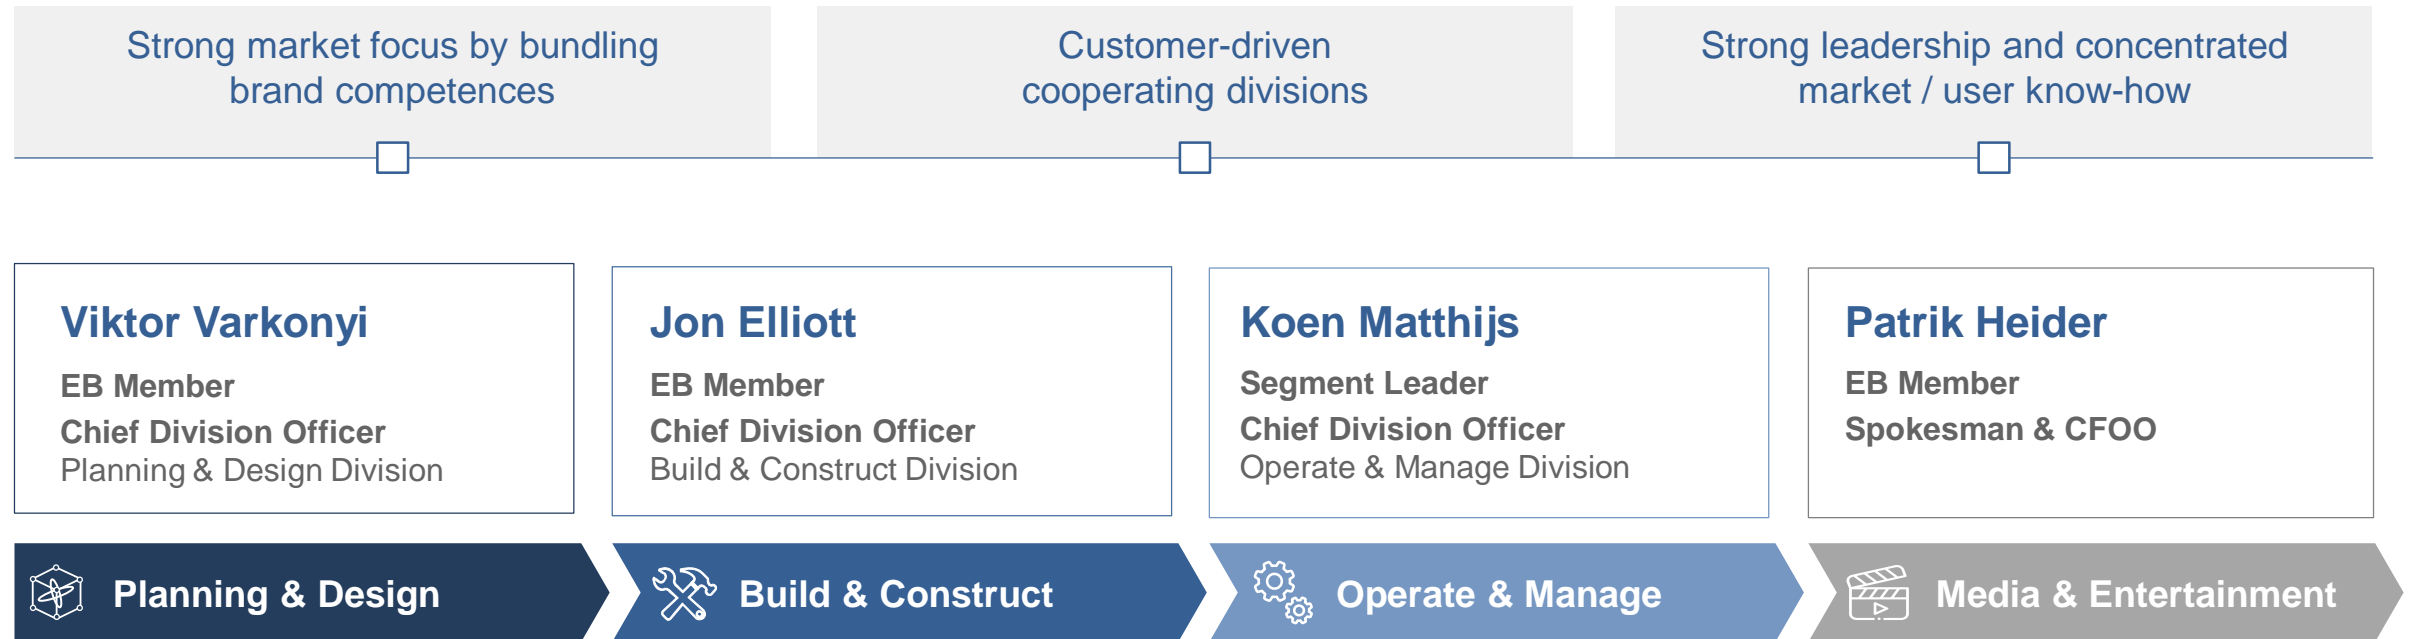 Strong market focus by bundling
brand competences
Customer-driven
cooperating divisions
Strong leadership and concentrated
market / user know-how
Viktor Varkonyi
EB Member
Chief Division Officer
Planning & Design Division
Jon Elliott
EB Member
Chief Division Officer
Build & Construct Division
Koen Matthijs
Segment Leader
Chief Division Officer
Operate & Manage Division
Patrik Heider
EB Member
Spokesman & CFOO
Planning & Design
Build & Construct
Operate & Manage
Media & Entertainment